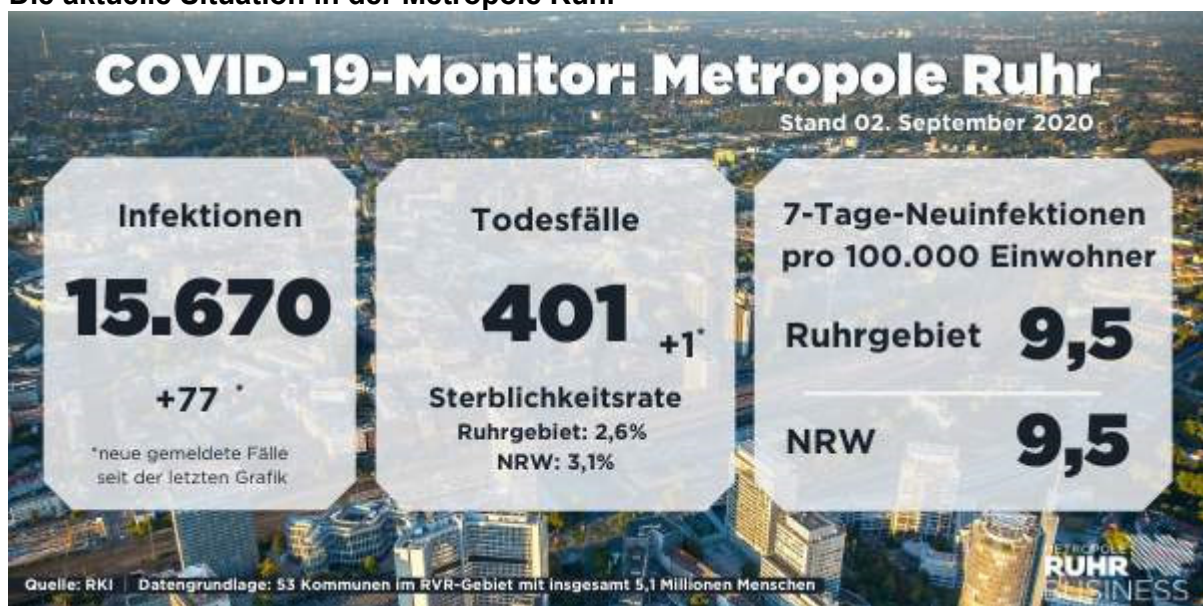 Die aktuelle Situation in der Metropole Ruhr
COVID-19-Monitor: Metropole Ruhr
Stand 02. September 2020
Infektionen
15.670
+77 *
*neue gemeldete Fälle
seit der letzten Grafik
Todesfälle
401 +1*
Sterblichkeitsrate
Ruhrgebiet: 2,6%
NRW: 3,1%
7-Tage-Neuinfektionen
pro 100.000 Einwohner
Ruhrgebiet 9,5
NRW 9,5
Quelle: RKI | Datengrundlage: 53 Kommunen im RVR-Gebiet mit insgesamt 5,1 Millionen Menschen
METROPOLE
RUHR
BUSINESS